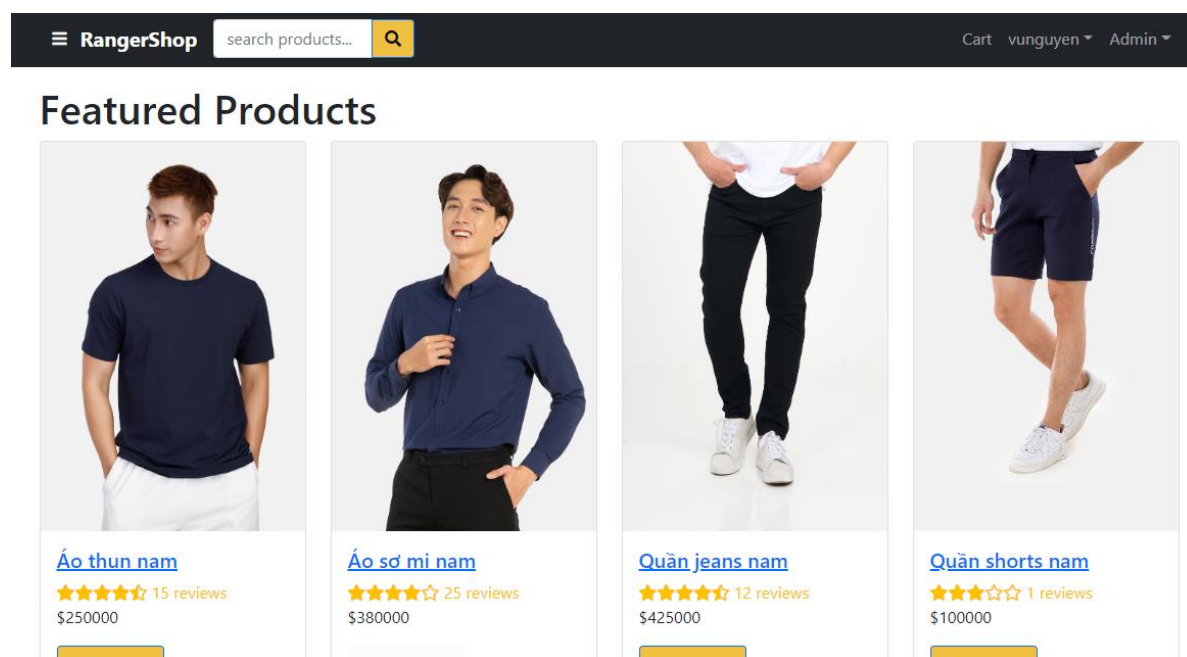 RangerShop search products... Cart vunguyen Admin
Featured Products
Áo thun nam
15 reviews
$250000
Áo sơ mi nam
25 reviews
$380000
Quần jeans nam
12 reviews
$425000
Quần shorts nam
1 reviews
$100000